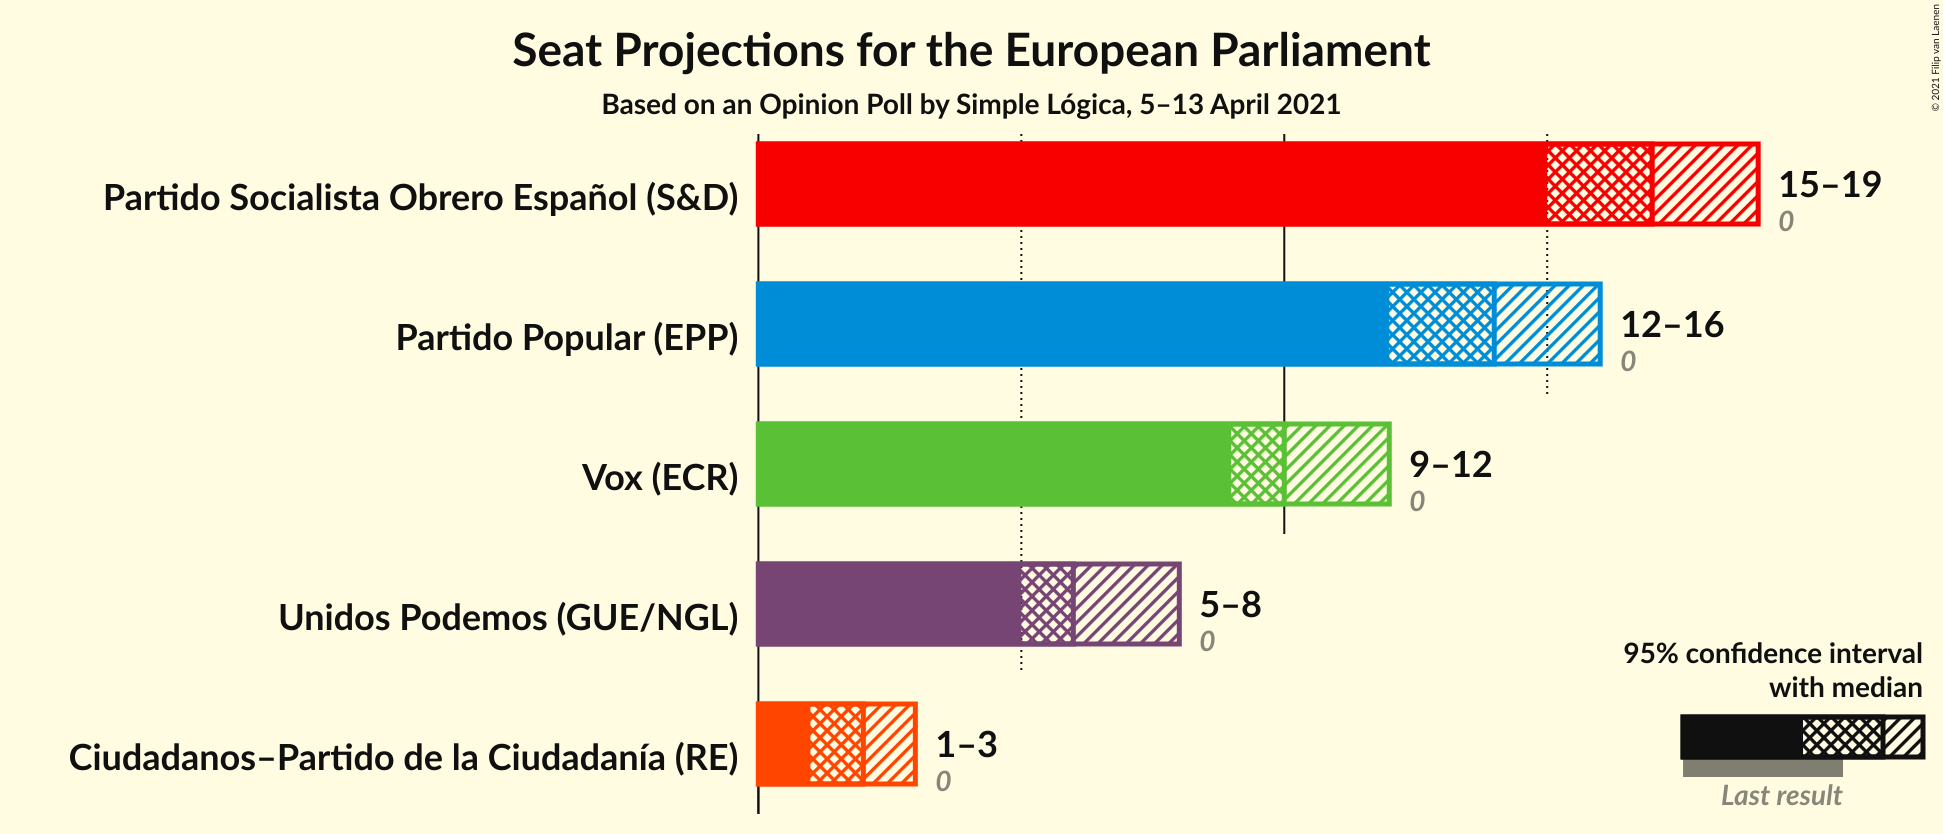 Seat Projections for the European Parliament
Based on an Opinion Poll by Simple Lógica, 5–13 April 2021
© 2021 Filip van Laenen
Partido Socialista Obrero Español (S&D)
15–19
0
Partido Popular (EPP)
12–16
0
Vox (ECR)
9–12
0
Unidos Podemos (GUE/NGL)
5–8
0
Ciudadanos–Partido de la Ciudadanía (RE)
1–3
0
95% confidence interval
with median
Last result